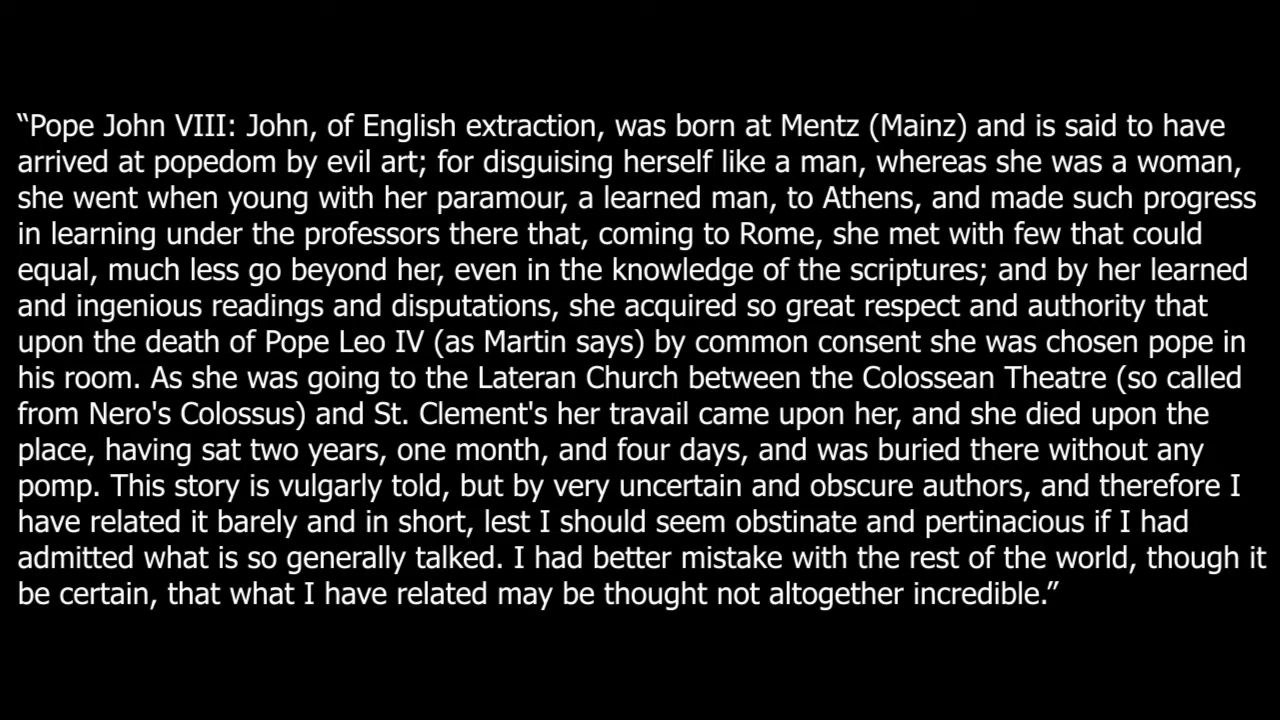 “Pope John VIII: John, of English extraction, was born at Mentz (Mainz) and is said to have
arrived at popedom by evil art; for disguising herself like a man, whereas she was a woman,
she went when young with her paramour, a learned man, to Athens, and made such progress
in learning under the professors there that, coming to Rome, she met with few that could
equal, much less go beyond her, even in the knowledge of the scriptures; and by her learned
and ingenious readings and disputations, she acquired so great respect and authority that
upon the death of Pope Leo IV (as Martin says) by common consent she was chosen pope in
his room. As she was going to the Lateran Church between the Colossean Theatre (so called
from Nero's Colossus) and St. Clement's her travail came upon her, and she died upon the
place, having sat two years, one month, and four days, and was buried there without any
pomp. This story is vulgarly told, but by very uncertain and obscure authors, and therefore I
have related it barely and in short, lest I should seem obstinate and pertinacious if I had
admitted what is so generally talked. I had better mistake with the rest of the world, though it
be certain, that what I have related may be thought not altogether incredible.”